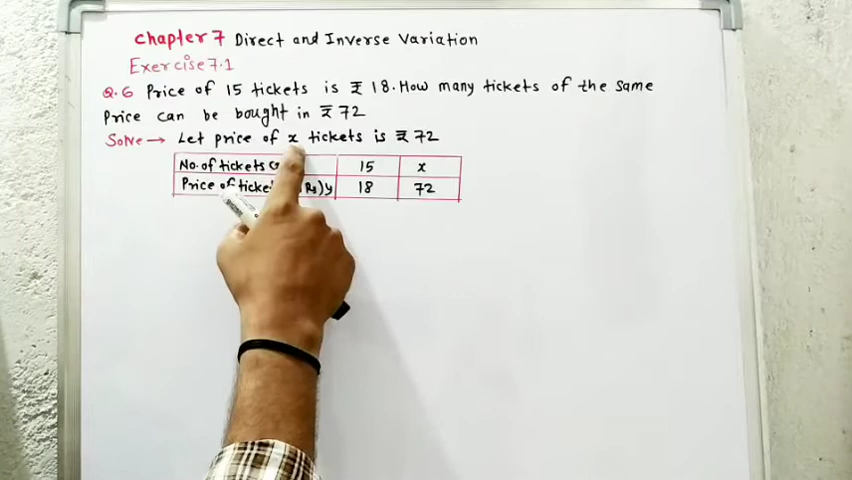 Chapter 7 Direct and Inverse Variation
Exercise 7.1
Q.6 Price of 15 tickets is ₹ 18. How many tickets of the same
Price can be bought in ₹ 72
Solve → Let price of x tickets is ₹ 72
No. of tickets 15 x
Price of ticket Rs) y 18 72